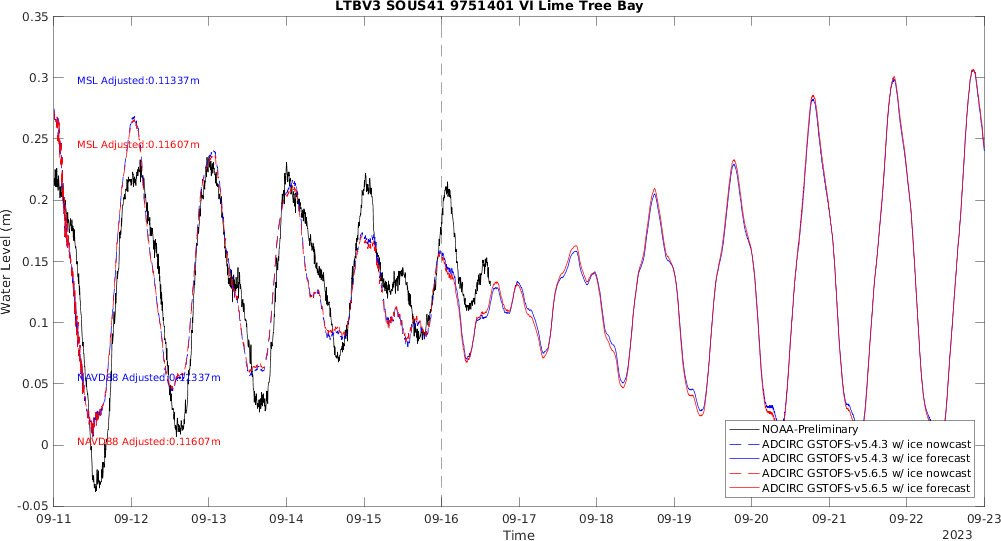 LTBV3 SOUS41 9751401 VI Lime Tree Bay
0.35
0.3
0.25
0.2
0.15
0.1
0.05
0
-0.05
Water Level (m)
MSL Adjusted:0.11337m
MSL Adjusted:0.11607m
NAVD88 Adjusted:0.11337m
NAVD88 Adjusted:0.11607m
NOAA-Preliminary
ADCIRC GSTOFS-v5.4.3 w/ ice nowcast
ADCIRC GSTOFS-v5.4.3 w/ ice forecast
ADCIRC GSTOFS-v5.6.5 w/ ice nowcast
ADCIRC GSTOFS-v5.6.5 w/ ice forecast
09-11 09-12 09-13 09-14 09-15 09-16 09-17 09-18 09-19 09-20 09-21 09-22 09-23
Time
2023